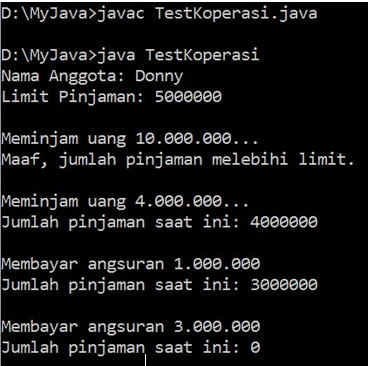 D:\MyJava>javac TestKoperasi.java
D:\MyJava>java TestKoperasi
Nama Anggota: Donny
Limit Pinjaman: 5000000
Meminjam uang 10.000.000...
Maaf, jumlah pinjaman melebihi limit.
Meminjam uang 4.000.000...
Jumlah pinjaman saat ini: 4000000
Membayar angsuran 1.000.000
Jumlah pinjaman saat ini: 3000000
Membayar angsuran 3.000.000
Jumlah pinjaman saat ini: 0